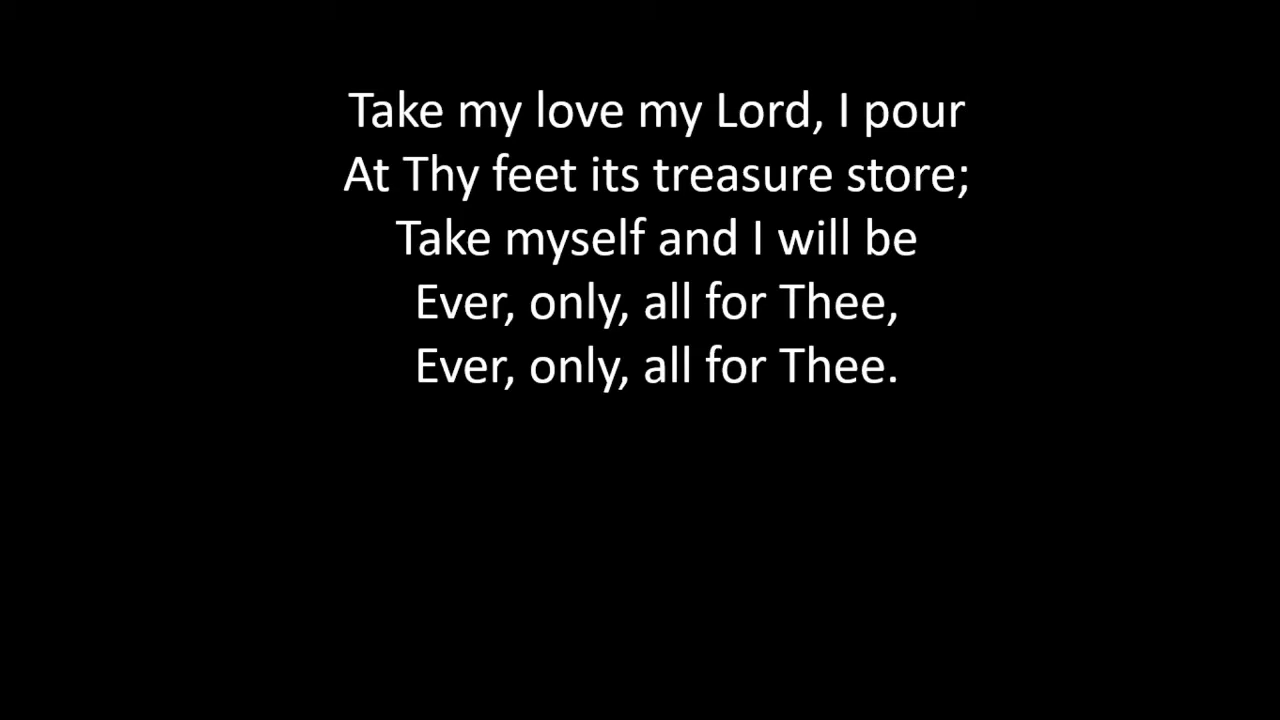 Take my love my Lord, I pour
At Thy feet its treasure store;
Take myself and I will be
Ever, only, all for Thee,
Ever, only, all for Thee.